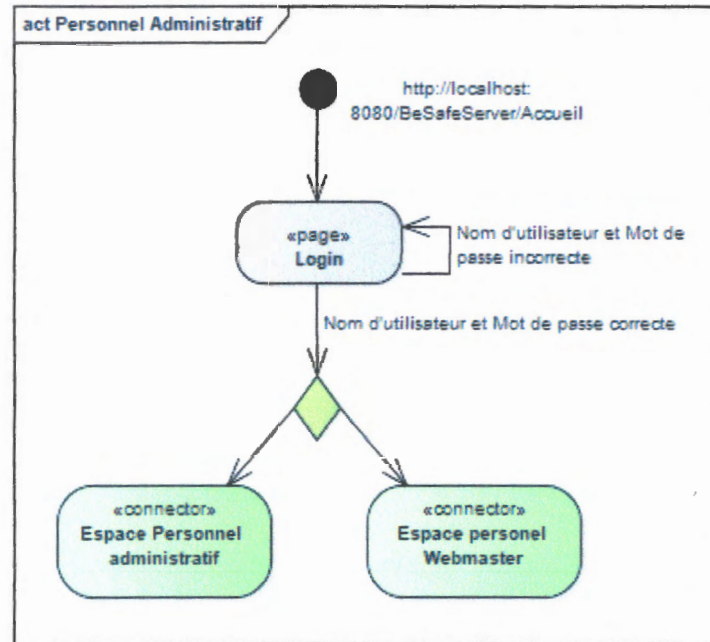 act Personnel Administratif
http://localhost:
8080/BeSafeServer/Accueil
«page»
Login
Nom d'utilisateur et Mot de
passe incorrecte
Nom d'utilisateur et Mot de passe correcte
«connector»
Espace Personnel
administratif
«connector»
Espace personel
Webmaster